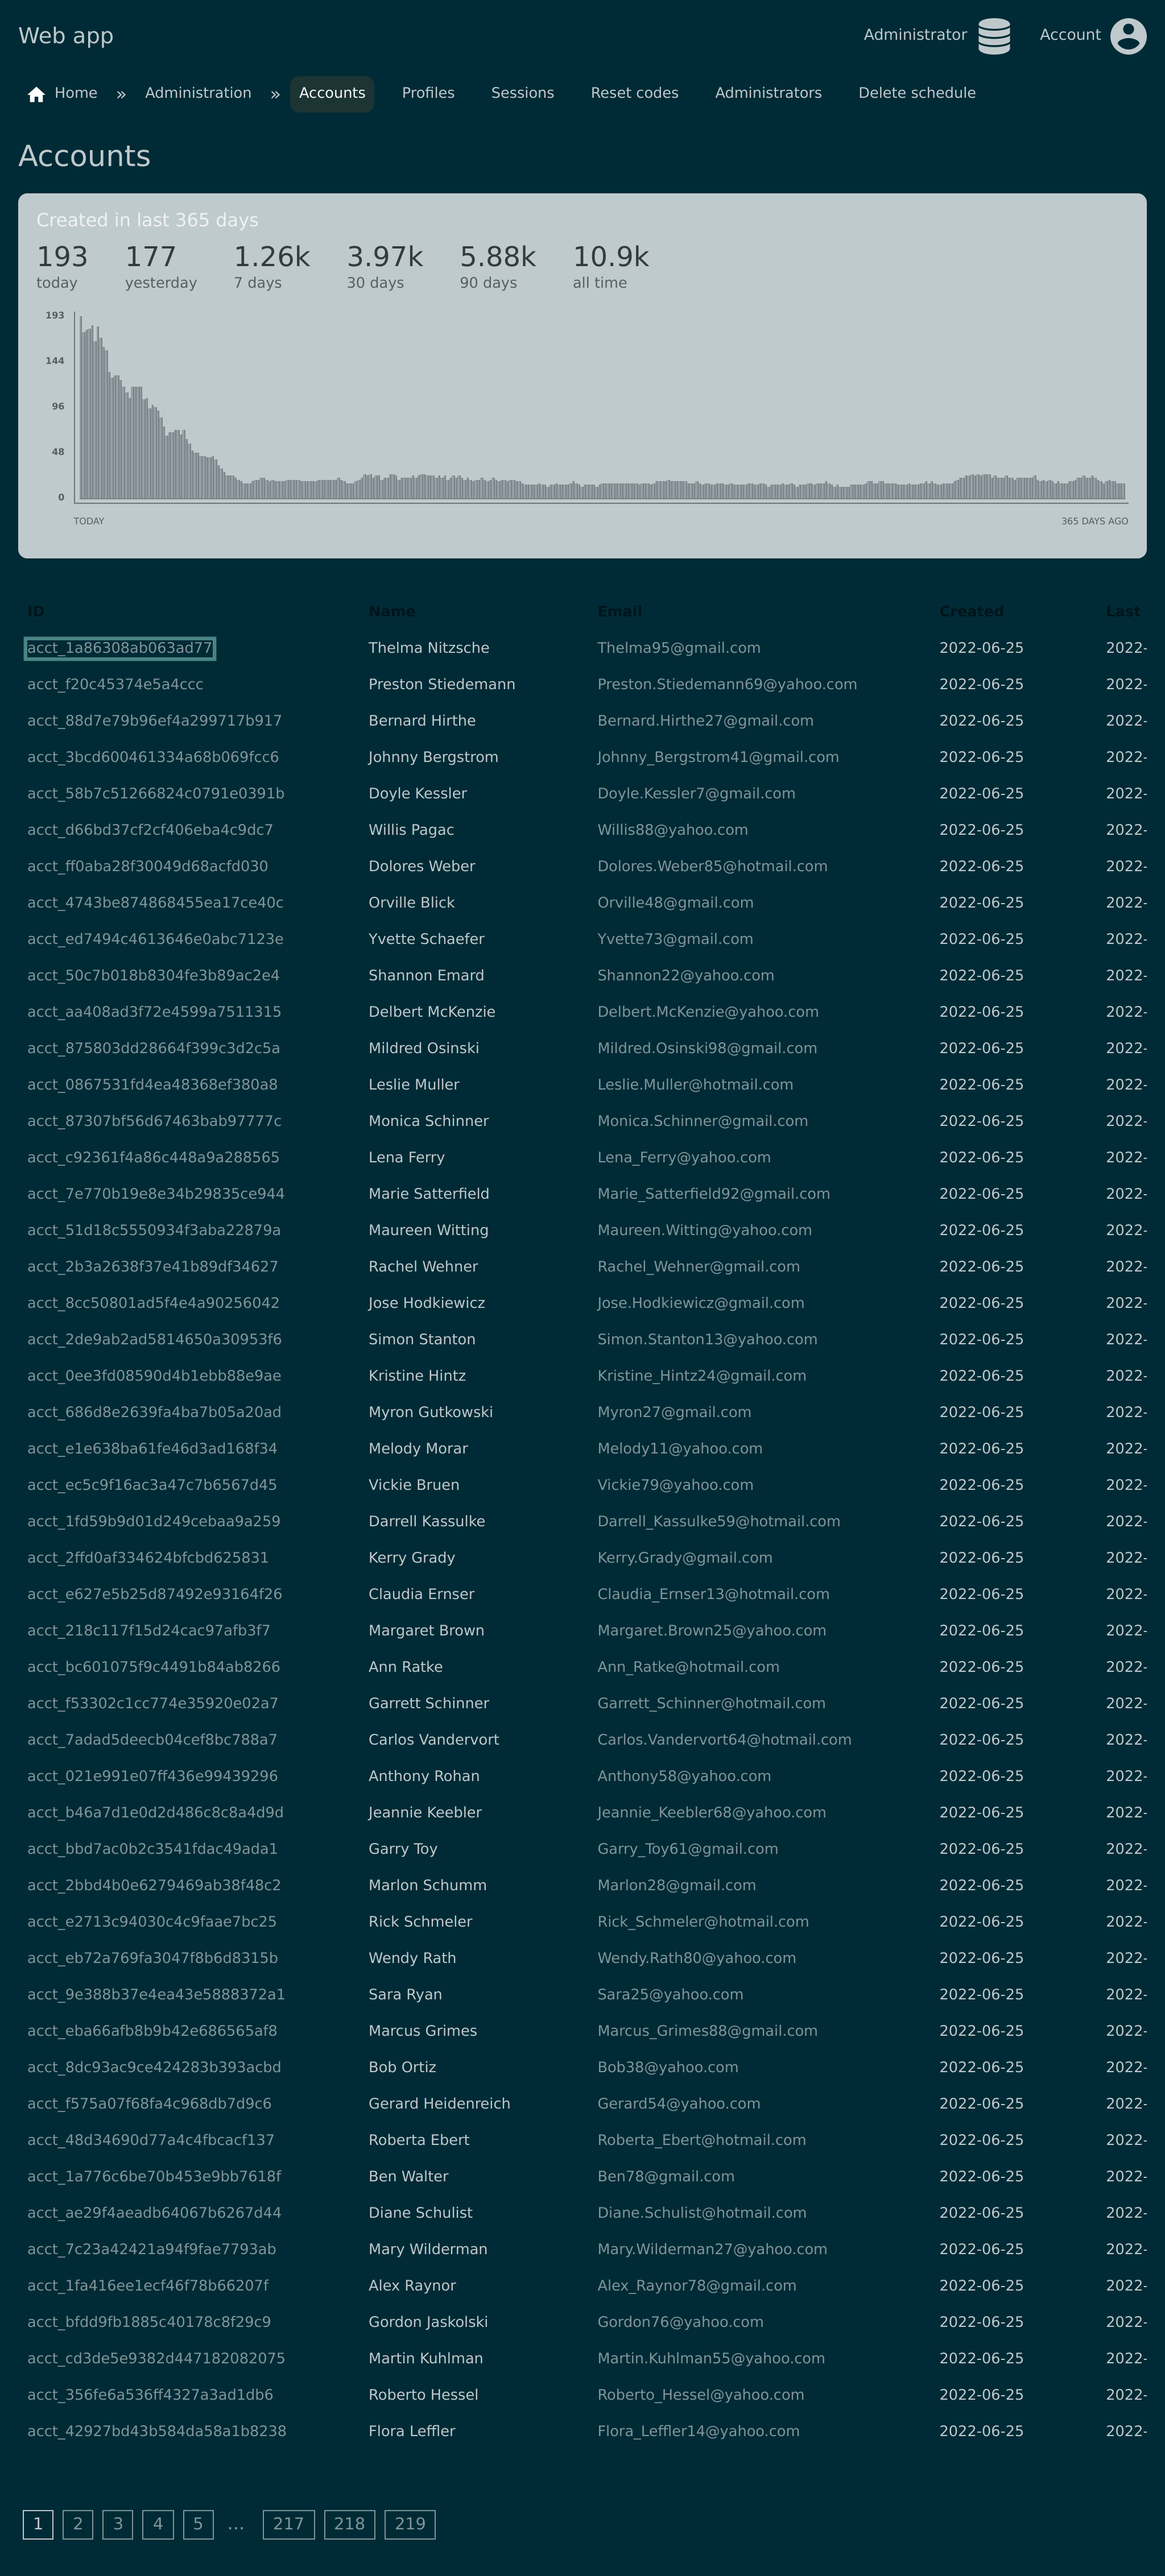 Web app
Administrator Account
Home » Administration » Accounts Profiles Sessions Reset codes Administrators Delete schedule
Accounts
Created in last 365 days
193 177 1.26k 3.97k 5.88k 10.9k
today yesterday 7 days 30 days 90 days all time
193
144
96
48
0
TODAY 365 DAYS AGO
ID Name Email Created Last
acct_1a86308ab063ad77 Thelma Nitzsche Thelma95@gmail.com 2022-06-25 2022-
acct_f20c45374e5a4ccc Preston Stiedemann Preston.Stiedemann69@yahoo.com 2022-06-25 2022-
acct_88d7e79b96ef4a299717b917 Bernard Hirthe Bernard.Hirthe27@gmail.com 2022-06-25 2022-
acct_3bcd600461334a68b069fcc6 Johnny Bergstrom Johnny_Bergstrom41@gmail.com 2022-06-25 2022-
acct_58b7c51266824c0791e0391b Doyle Kessler Doyle.Kessler7@gmail.com 2022-06-25 2022-
acct_d66bd37cf2cf406eba4c9dc7 Willis Pagac Willis88@yahoo.com 2022-06-25 2022-
acct_ff0aba28f30049d68acfd030 Dolores Weber Dolores.Weber85@hotmail.com 2022-06-25 2022-
acct_4743be874868455ea17ce40c Orville Blick Orville48@gmail.com 2022-06-25 2022-
acct_ed7494c4613646e0abc7123e Yvette Schaefer Yvette73@gmail.com 2022-06-25 2022-
acct_50c7b018b8304fe3b89ac2e4 Shannon Emard Shannon22@yahoo.com 2022-06-25 2022-
acct_aa408ad3f72e4599a7511315 Delbert McKenzie Delbert.McKenzie@yahoo.com 2022-06-25 2022-
acct_875803dd28664f399c3d2c5a Mildred Osinski Mildred.Osinski98@gmail.com 2022-06-25 2022-
acct_0867531fd4ea48368ef380a8 Leslie Muller Leslie.Muller@hotmail.com 2022-06-25 2022-
acct_87307bf56d67463bab97777c Monica Schinner Monica.Schinner@gmail.com 2022-06-25 2022-
acct_c92361f4a86c448a9a288565 Lena Ferry Lena_Ferry@yahoo.com 2022-06-25 2022-
acct_7e770b19e8e34b29835ce944 Marie Satterfield Marie_Satterfield92@gmail.com 2022-06-25 2022-
acct_51d18c5550934f3aba22879a Maureen Witting Maureen.Witting@yahoo.com 2022-06-25 2022-
acct_2b3a2638f37e41b89df34627 Rachel Wehner Rachel_Wehner@gmail.com 2022-06-25 2022-
acct_8cc50801ad5f4e4a90256042 Jose Hodkiewicz Jose.Hodkiewicz@gmail.com 2022-06-25 2022-
acct_2de9ab2ad5814650a30953f6 Simon Stanton Simon.Stanton13@yahoo.com 2022-06-25 2022-
acct_0ee3fd08590d4b1ebb88e9ae Kristine Hintz Kristine_Hintz24@gmail.com 2022-06-25 2022-
acct_686d8e2639fa4ba7b05a20ad Myron Gutkowski Myron27@gmail.com 2022-06-25 2022-
acct_e1e638ba61fe46d3ad168f34 Melody Morar Melody11@yahoo.com 2022-06-25 2022-
acct_ec5c9f16ac3a47c7b6567d45 Vickie Bruen Vickie79@yahoo.com 2022-06-25 2022-
acct_1fd59b9d01d249cebaa9a259 Darrell Kassulke Darrell_Kassulke59@hotmail.com 2022-06-25 2022-
acct_2ffd0af334624bfcbd625831 Kerry Grady Kerry.Grady@gmail.com 2022-06-25 2022-
acct_e627e5b25d87492e93164f26 Claudia Ernser Claudia_Ernser13@hotmail.com 2022-06-25 2022-
acct_218c117f15d24cac97afb3f7 Margaret Brown Margaret.Brown25@yahoo.com 2022-06-25 2022-
acct_bc601075f9c4491b84ab8266 Ann Ratke Ann_Ratke@hotmail.com 2022-06-25 2022-
acct_f53302c1cc774e35920e02a7 Garrett Schinner Garrett_Schinner@hotmail.com 2022-06-25 2022-
acct_7adad5deecb04cef8bc788a7 Carlos Vandervort Carlos.Vandervort64@hotmail.com 2022-06-25 2022-
acct_021e991e07ff436e99439296 Anthony Rohan Anthony58@yahoo.com 2022-06-25 2022-
acct_b46a7d1e0d2d486c8c8a4d9d Jeannie Keebler Jeannie_Keebler68@yahoo.com 2022-06-25 2022-
acct_bbd7ac0b2c3541fdac49ada1 Garry Toy Garry_Toy61@gmail.com 2022-06-25 2022-
acct_2bbd4b0e6279469ab38f48c2 Marlon Schumm Marlon28@gmail.com 2022-06-25 2022-
acct_e2713c94030c4c9faae7bc25 Rick Schmeler Rick_Schmeler@hotmail.com 2022-06-25 2022-
acct_eb72a769fa3047f8b6d8315b Wendy Rath Wendy.Rath80@yahoo.com 2022-06-25 2022-
acct_9e388b37e4ea43e5888372a1 Sara Ryan Sara25@yahoo.com 2022-06-25 2022-
acct_eba66afb8b9b42e686565af8 Marcus Grimes Marcus_Grimes88@gmail.com 2022-06-25 2022-
acct_8dc93ac9ce424283b393acbd Bob Ortiz Bob38@yahoo.com 2022-06-25 2022-
acct_f575a07f68fa4c968db7d9c6 Gerard Heidenreich Gerard54@yahoo.com 2022-06-25 2022-
acct_48d34690d77a4c4fbcacf137 Roberta Ebert Roberta_Ebert@hotmail.com 2022-06-25 2022-
acct_1a776c6be70b453e9bb7618f Ben Walter Ben78@gmail.com 2022-06-25 2022-
acct_ae29f4aeadb64067b6267d44 Diane Schulist Diane.Schulist@hotmail.com 2022-06-25 2022-
acct_7c23a42421a94f9fae7793ab Mary Wilderman Mary.Wilderman27@yahoo.com 2022-06-25 2022-
acct_1fa416ee1ecf46f78b66207f Alex Raynor Alex_Raynor78@gmail.com 2022-06-25 2022-
acct_bfdd9fb1885c40178c8f29c9 Gordon Jaskolski Gordon76@yahoo.com 2022-06-25 2022-
acct_cd3de5e9382d447182082075 Martin Kuhlman Martin.Kuhlman55@yahoo.com 2022-06-25 2022-
acct_356fe6a536ff4327a3ad1db6 Roberto Hessel Roberto_Hessel@yahoo.com 2022-06-25 2022-
acct_42927bd43b584da58a1b8238 Flora Leffler Flora_Leffler14@yahoo.com 2022-06-25 2022-
1 2 3 4 5 … 217 218 219